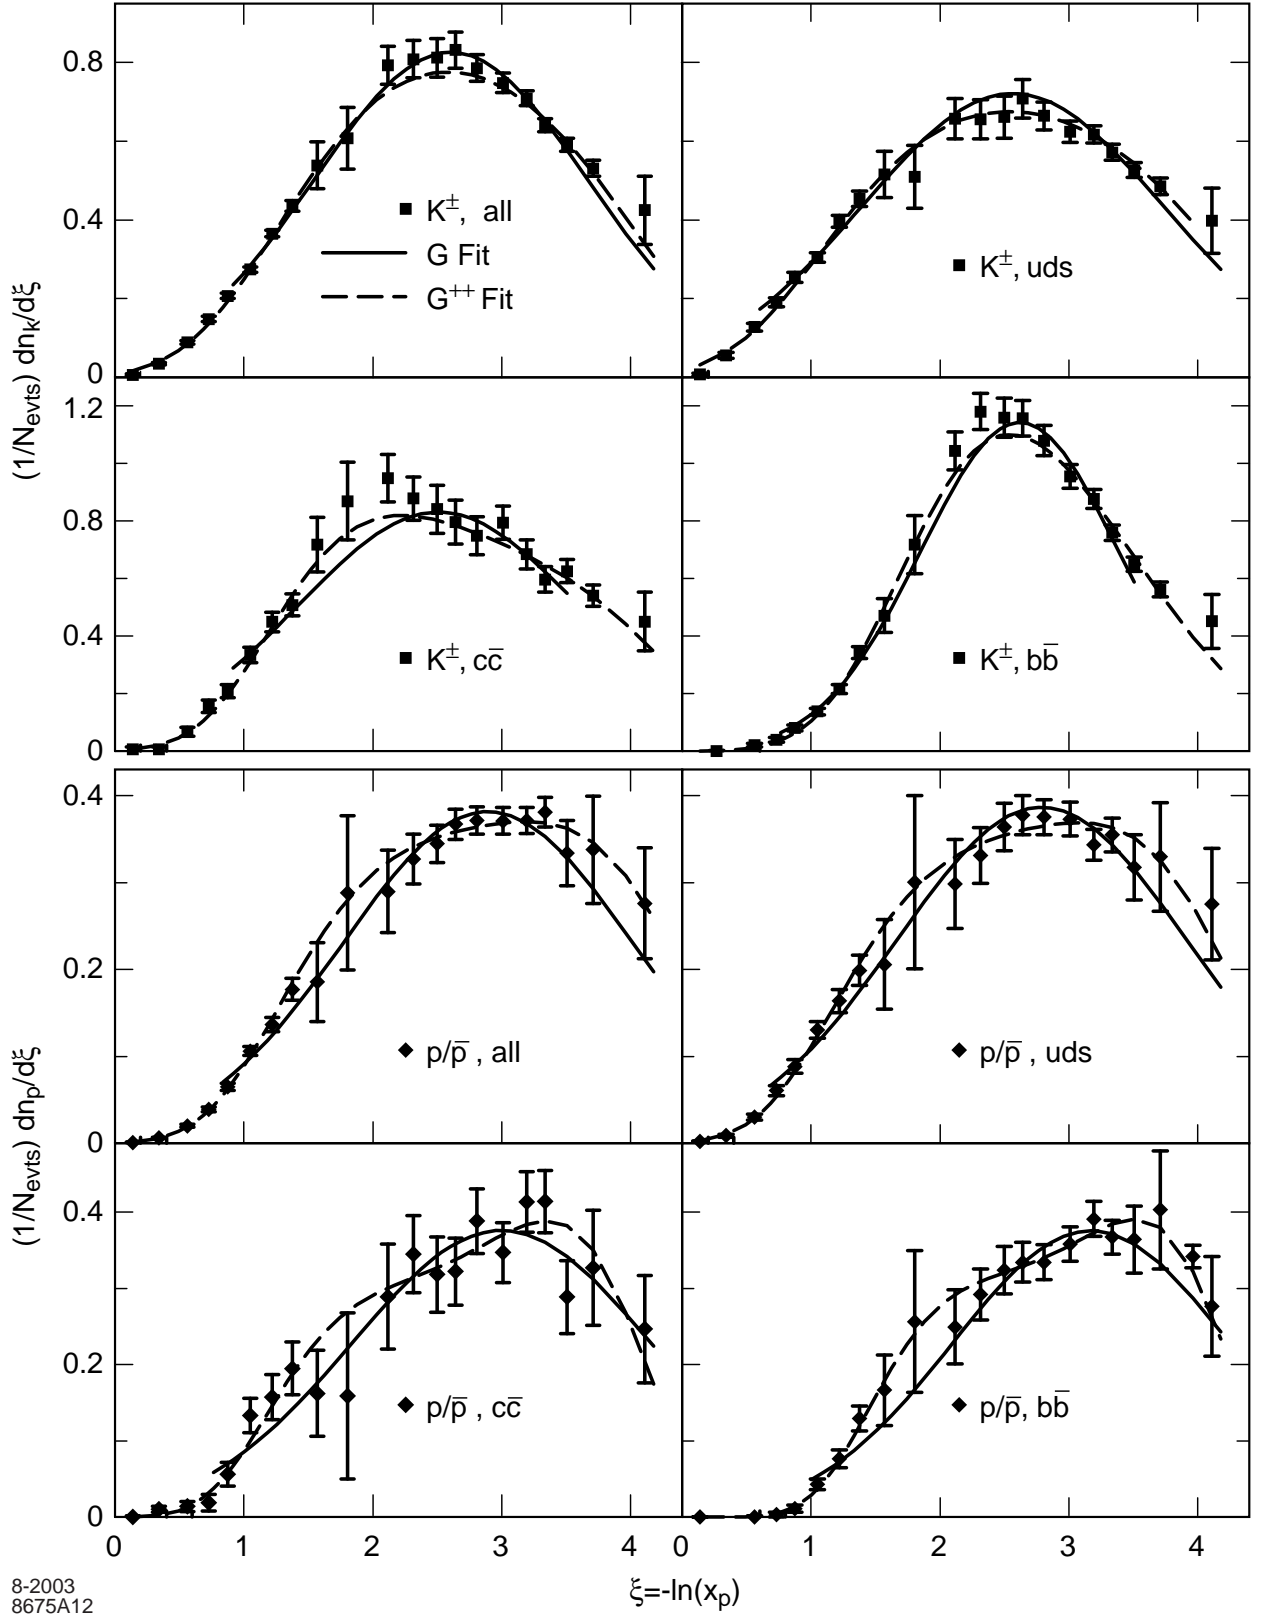 0.8
0.4
0
K±, all
G Fit
G++ Fit
K±, uds
(1/Nevts) dnk/dξ
1.2
0.8
0.4
0
K±, cc̄
K±, bb̄
0.4
0.2
0
p/p̄ , all
p/p̄ , uds
(1/Nevts) dnp/dξ
0.4
0.2
0
p/p̄ , cc̄
p/p̄, bb̄
0 1 2 3 4 0 1 2 3 4
ξ=-ln(xp)
8-2003
8675A12